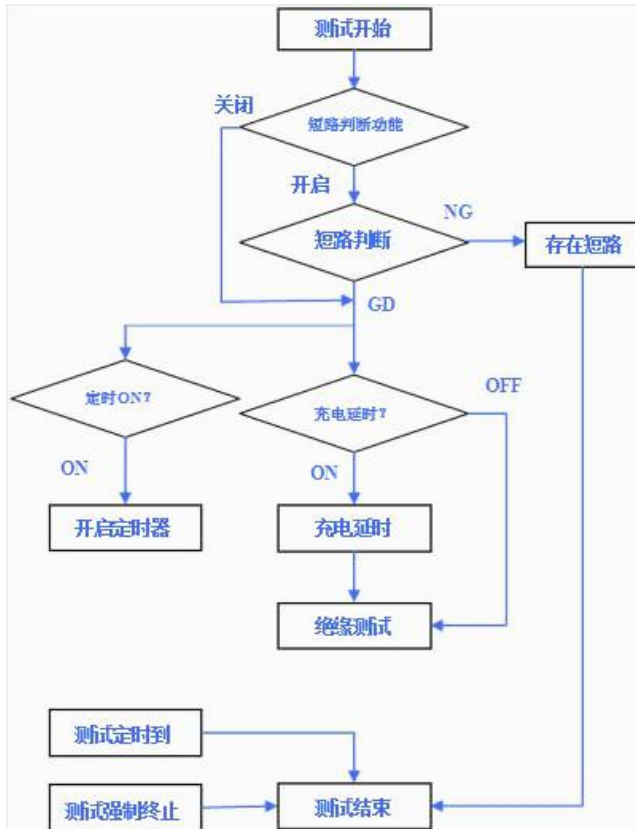 测试开始
关闭
短路判断功能
开启
NG
短路判断
存在短路
GD
定时ON？
充电延时？
OFF
ON
ON
开启定时器
充电延时
绝缘测试
测试定时到
测试强制终止
测试结束